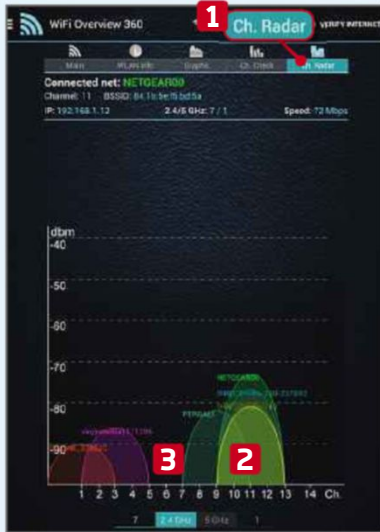 WiFi Overview 360
1
Ch. Radar
VERIFY INTERNET
Main
WLAN Info
Graphic
Ch. Check
Ch. Radar
Connected net: NETGEAR00
Channel: 11 BSSID:
IP: 192.168.1.12 2.4/5 GHz: 7 / 1 Speed: 72 Mbps
dbm
-40
-50
-60
-70
NETGEAR00
-80
-90
3
2
1 2 3 4 5 6 7 8 9 10 11 12 13 14 Ch.
7 2.4 GHz 5 GHz 1